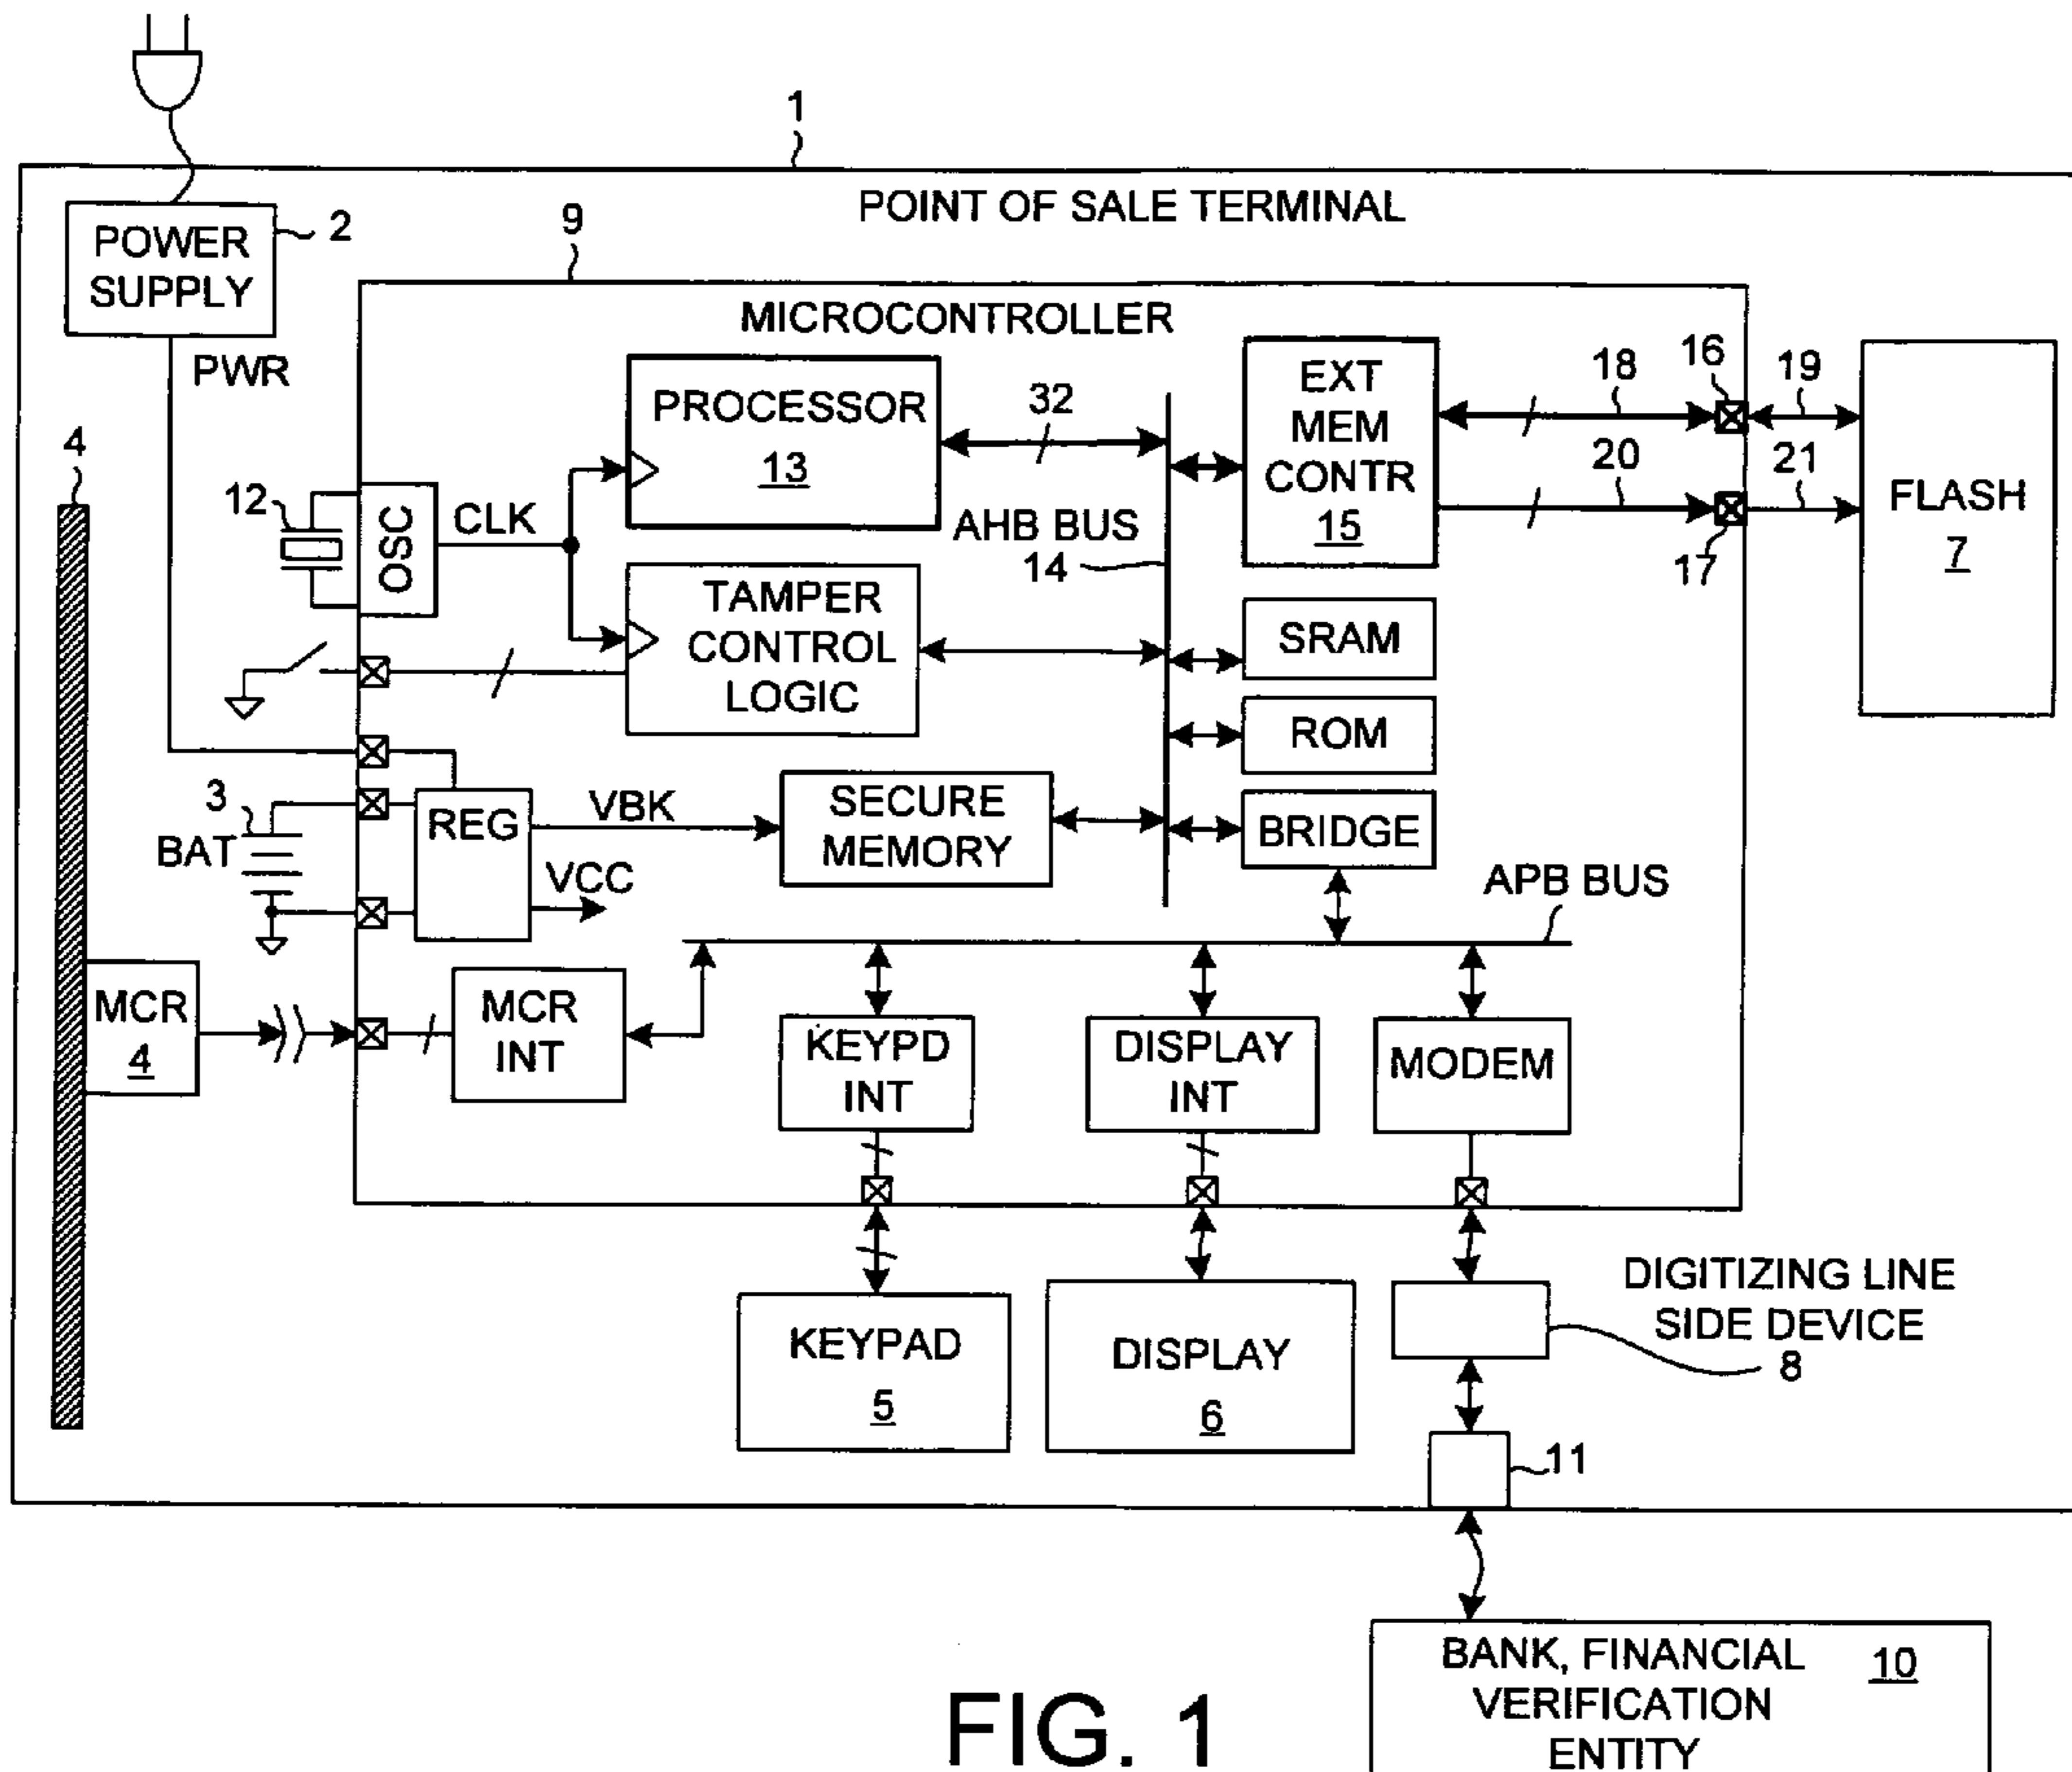 1
POINT OF SALE TERMINAL
POWER
SUPPLY
2
PWR
9
MICROCONTROLLER
4
12
OSC
CLK
PROCESSOR
13
32
AHB BUS
14
EXT
MEM
CONTR
15
18
16
19
20
21
17
FLASH
7
TAMPER
CONTROL
LOGIC
SRAM
ROM
BRIDGE
3
BAT
REG
VBK
VCC
SECURE
MEMORY
APB BUS
MCR
4
MCR
INT
KEYPD
INT
DISPLAY
INT
MODEM
KEYPAD
5
DISPLAY
6
DIGITIZING LINE
SIDE DEVICE
8
11
BANK, FINANCIAL
VERIFICATION
ENTITY
10
FIG. 1